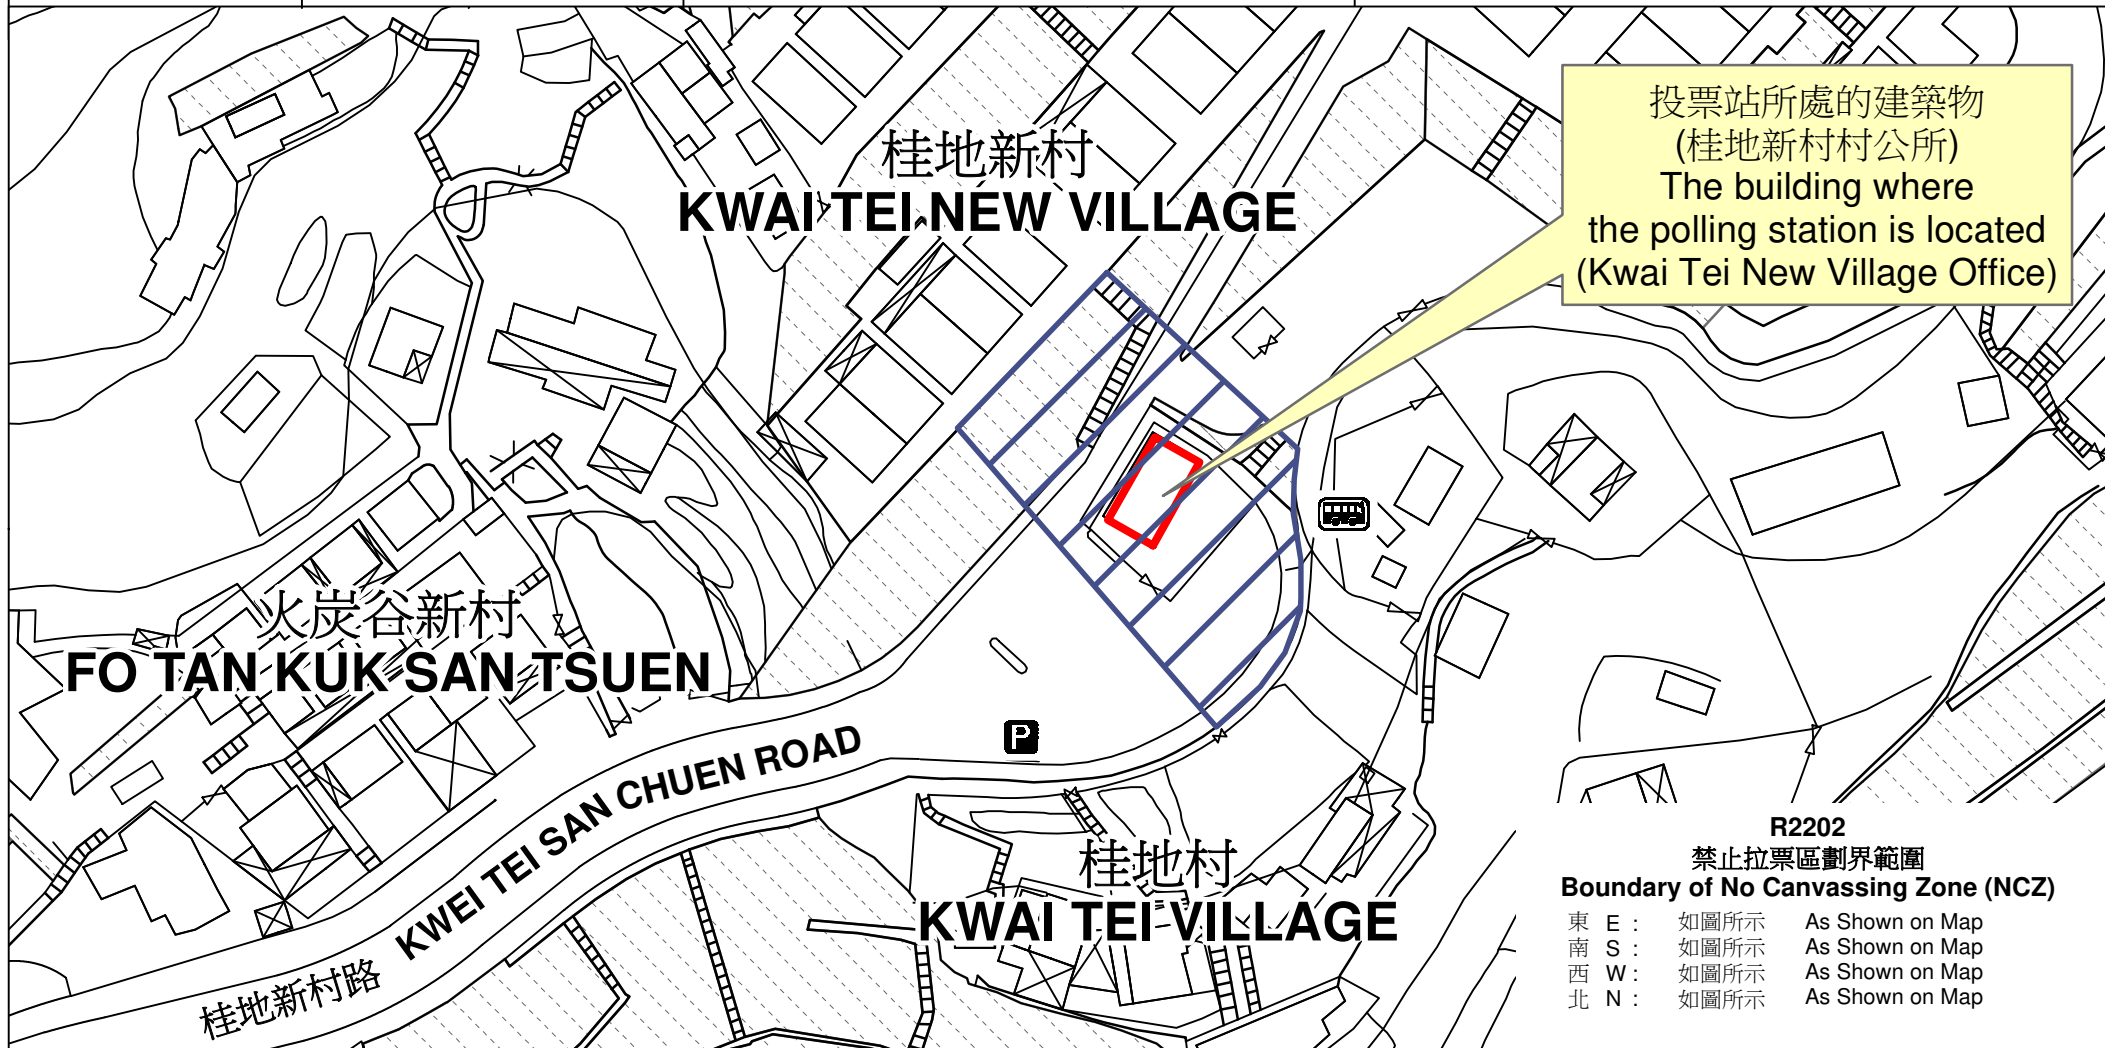 投票站所處的建築物
(桂地新村村公所)
The building where
the polling station is located
(Kwai Tei New Village Office)
桂地新村
KWAI TEI NEW VILLAGE
火炭谷新村
FO TAN KUK SAN TSUEN
P
KWEI TEI SAN CHUEN ROAD
桂地新村路
桂地村
KWAI TEI VILLAGE
R2202
禁止拉票區劃界範圍
Boundary of No Canvassing Zone (NCZ)
東 E : 如圖所示 As Shown on Map
南 S : 如圖所示 As Shown on Map
西 W : 如圖所示 As Shown on Map
北 N : 如圖所示 As Shown on Map